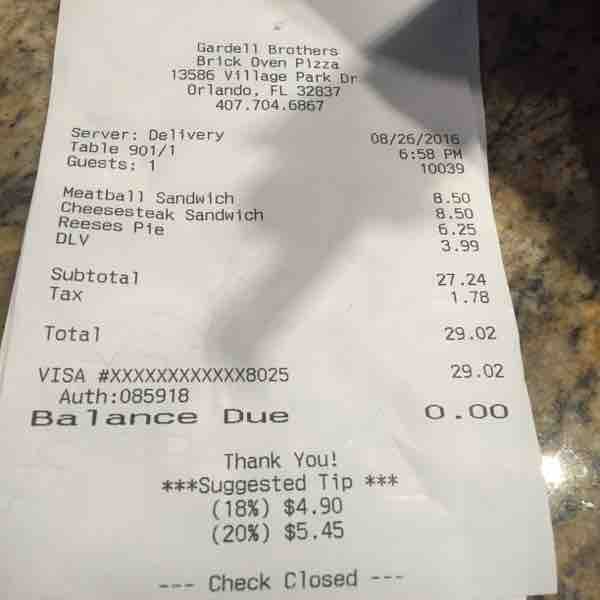 Gardell Brothers
Brick Oven Pizza
13586 Village Park Dr
Orlando, FL 32837
407.704.6867
Server: Delivery 08/26/2016
Table 901/1 6:58 PM
Guests: 1 10039
Meatball Sandwich 8.50
Cheesesteak Sandwich 8.50
Reeses Pie 6.25
DLV 3.99
Subtotal 27.24
Tax 1.78
Total 29.02
VISA #XXXXXXXXXXXX8025 29.02
Auth:085918
Balance Due 0.00
Thank You!
***Suggested Tip ***
(18%) $4.90
(20%) $5.45
--- Check Closed ---